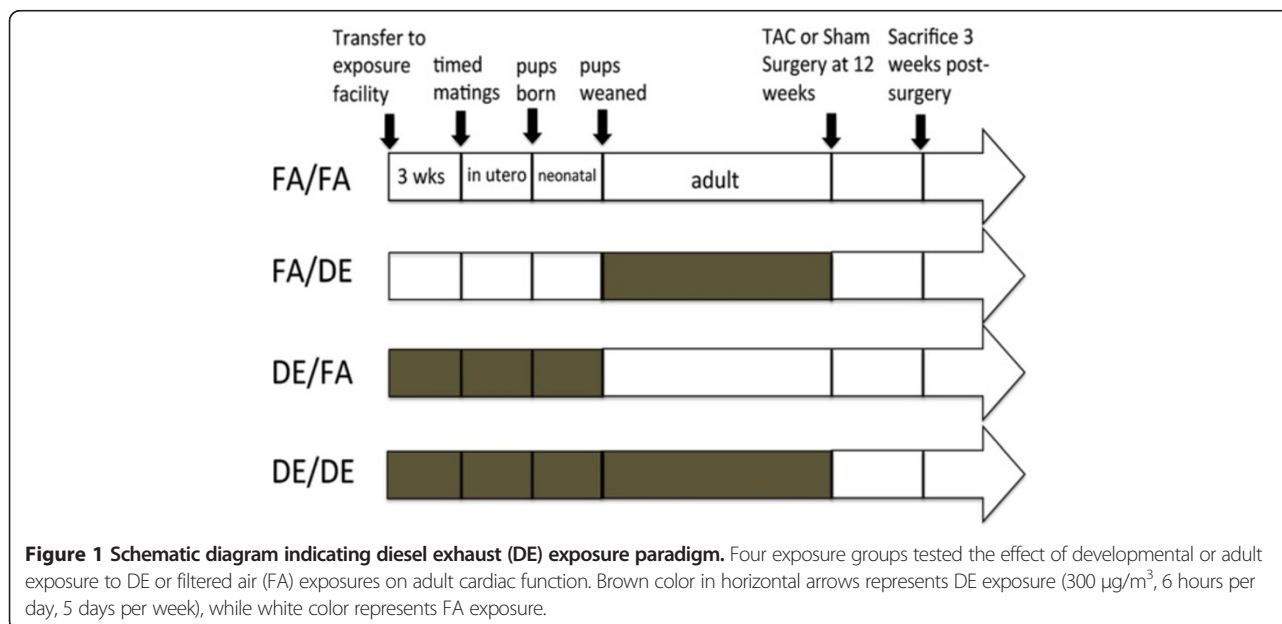 Transfer to
exposure
facility
timed
matings
pups
born
pups
weaned
TAC or Sham
Surgery at 12
weeks
Sacrifice 3
weeks post-
surgery
FA/FA
3 wks
in utero
neonatal
adult
FA/DE
DE/FA
DE/DE
Figure 1 Schematic diagram indicating diesel exhaust (DE) exposure paradigm. Four exposure groups tested the effect of developmental or adult
exposure to DE or filtered air (FA) exposures on adult cardiac function. Brown color in horizontal arrows represents DE exposure (300 μg/m³, 6 hours per
day, 5 days per week), while white color represents FA exposure.